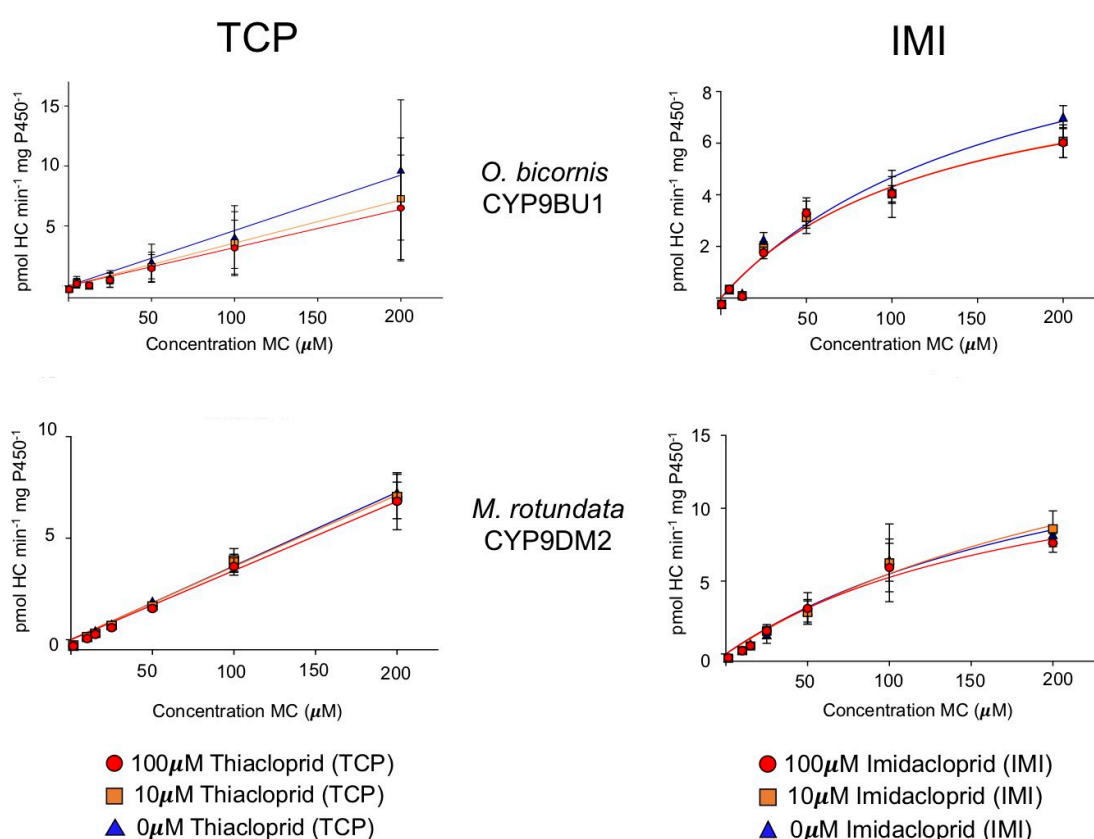 TCP
IMI
15
10
5
50
100
150
200
pmol HC min-1 mg P450-1
Concentration MC (μM)
O. bicornis
CYP9BU1
8
6
4
2
50
100
150
200
pmol HC min-1 mg P450-1
Concentration MC (μM)
10
5
0
50
100
150
200
pmol HC min-1 mg P450-1
Concentration MC (μM)
M. rotundata
CYP9DM2
15
10
5
0
50
100
150
200
pmol HC min-1 mg P450-1
Concentration MC (μM)
100μM Thiacloprid (TCP)
10μM Thiacloprid (TCP)
0μM Thiacloprid (TCP)
100μM Imidacloprid (IMI)
10μM Imidacloprid (IMI)
0μM Imidacloprid (IMI)